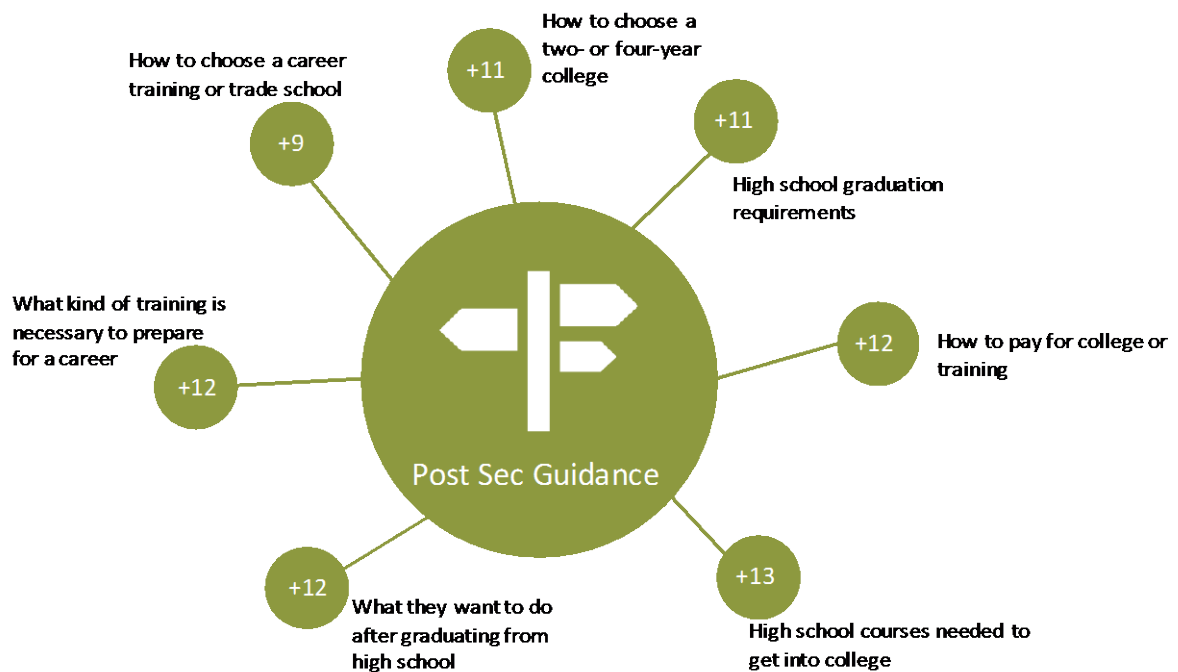 How to choose a
two- or four-year
college
+11
How to choose a career
training or trade school
+9
+11
High school graduation
requirements
What kind of training is
necessary to prepare
for a career
+12
+12
How to pay for college or
training
Post Sec Guidance
+12
What they want to do
after graduating from
high school
+13
High school courses needed to
get into college